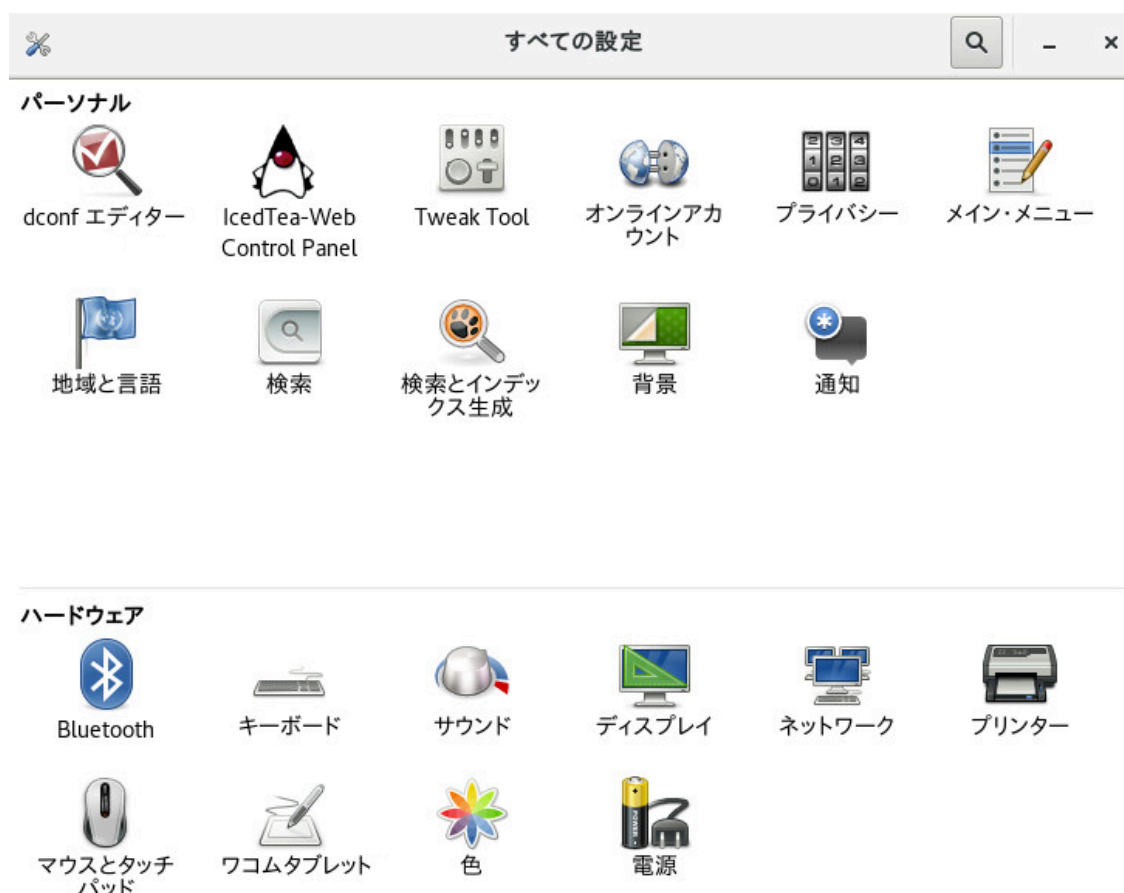 すべての設定
パーソナル
dconf エディター
IcedTea-Web
Control Panel
Tweak Tool
オンラインアカ
ウント
プライバシー
メイン・メニュー
地域と言語
検索
検索とインデッ
クス生成
背景
通知
ハードウェア
Bluetooth
キーボード
サウンド
ディスプレイ
ネットワーク
プリンター
マウスとタッチ
パッド
ワコムタブレット
色
電源